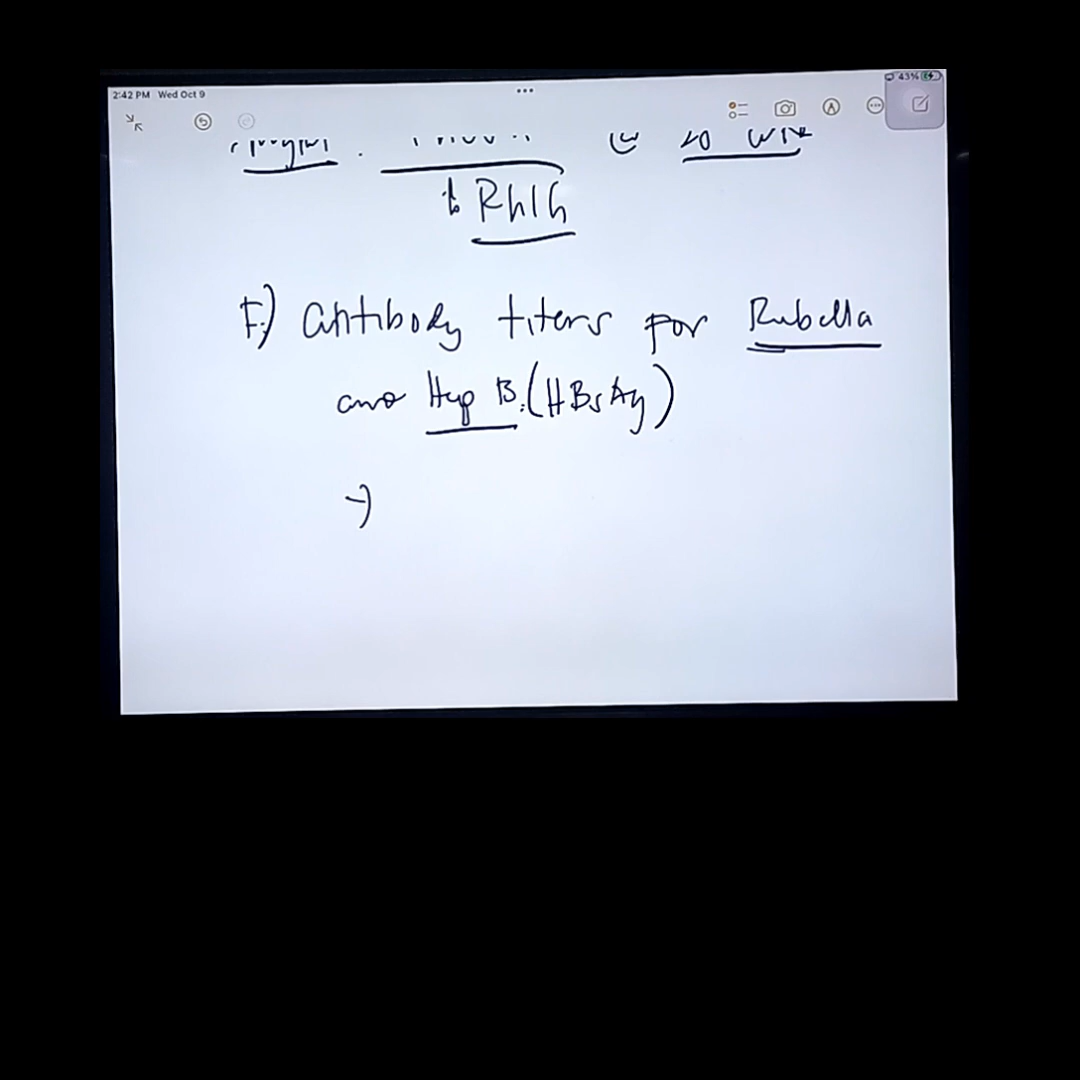 43%
2:42 PM Wed Oct 9
to RhIG
F.) Antibody titers for Rubella
and Hep B. (HBsAg)